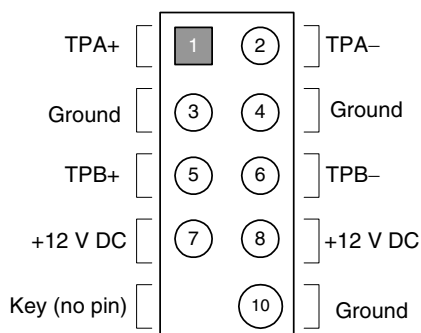 TPA+ 1 2 TPA–
Ground 3 4 Ground
TPB+ 5 6 TPB–
+12 V DC 7 8 +12 V DC
Key (no pin) 10 Ground